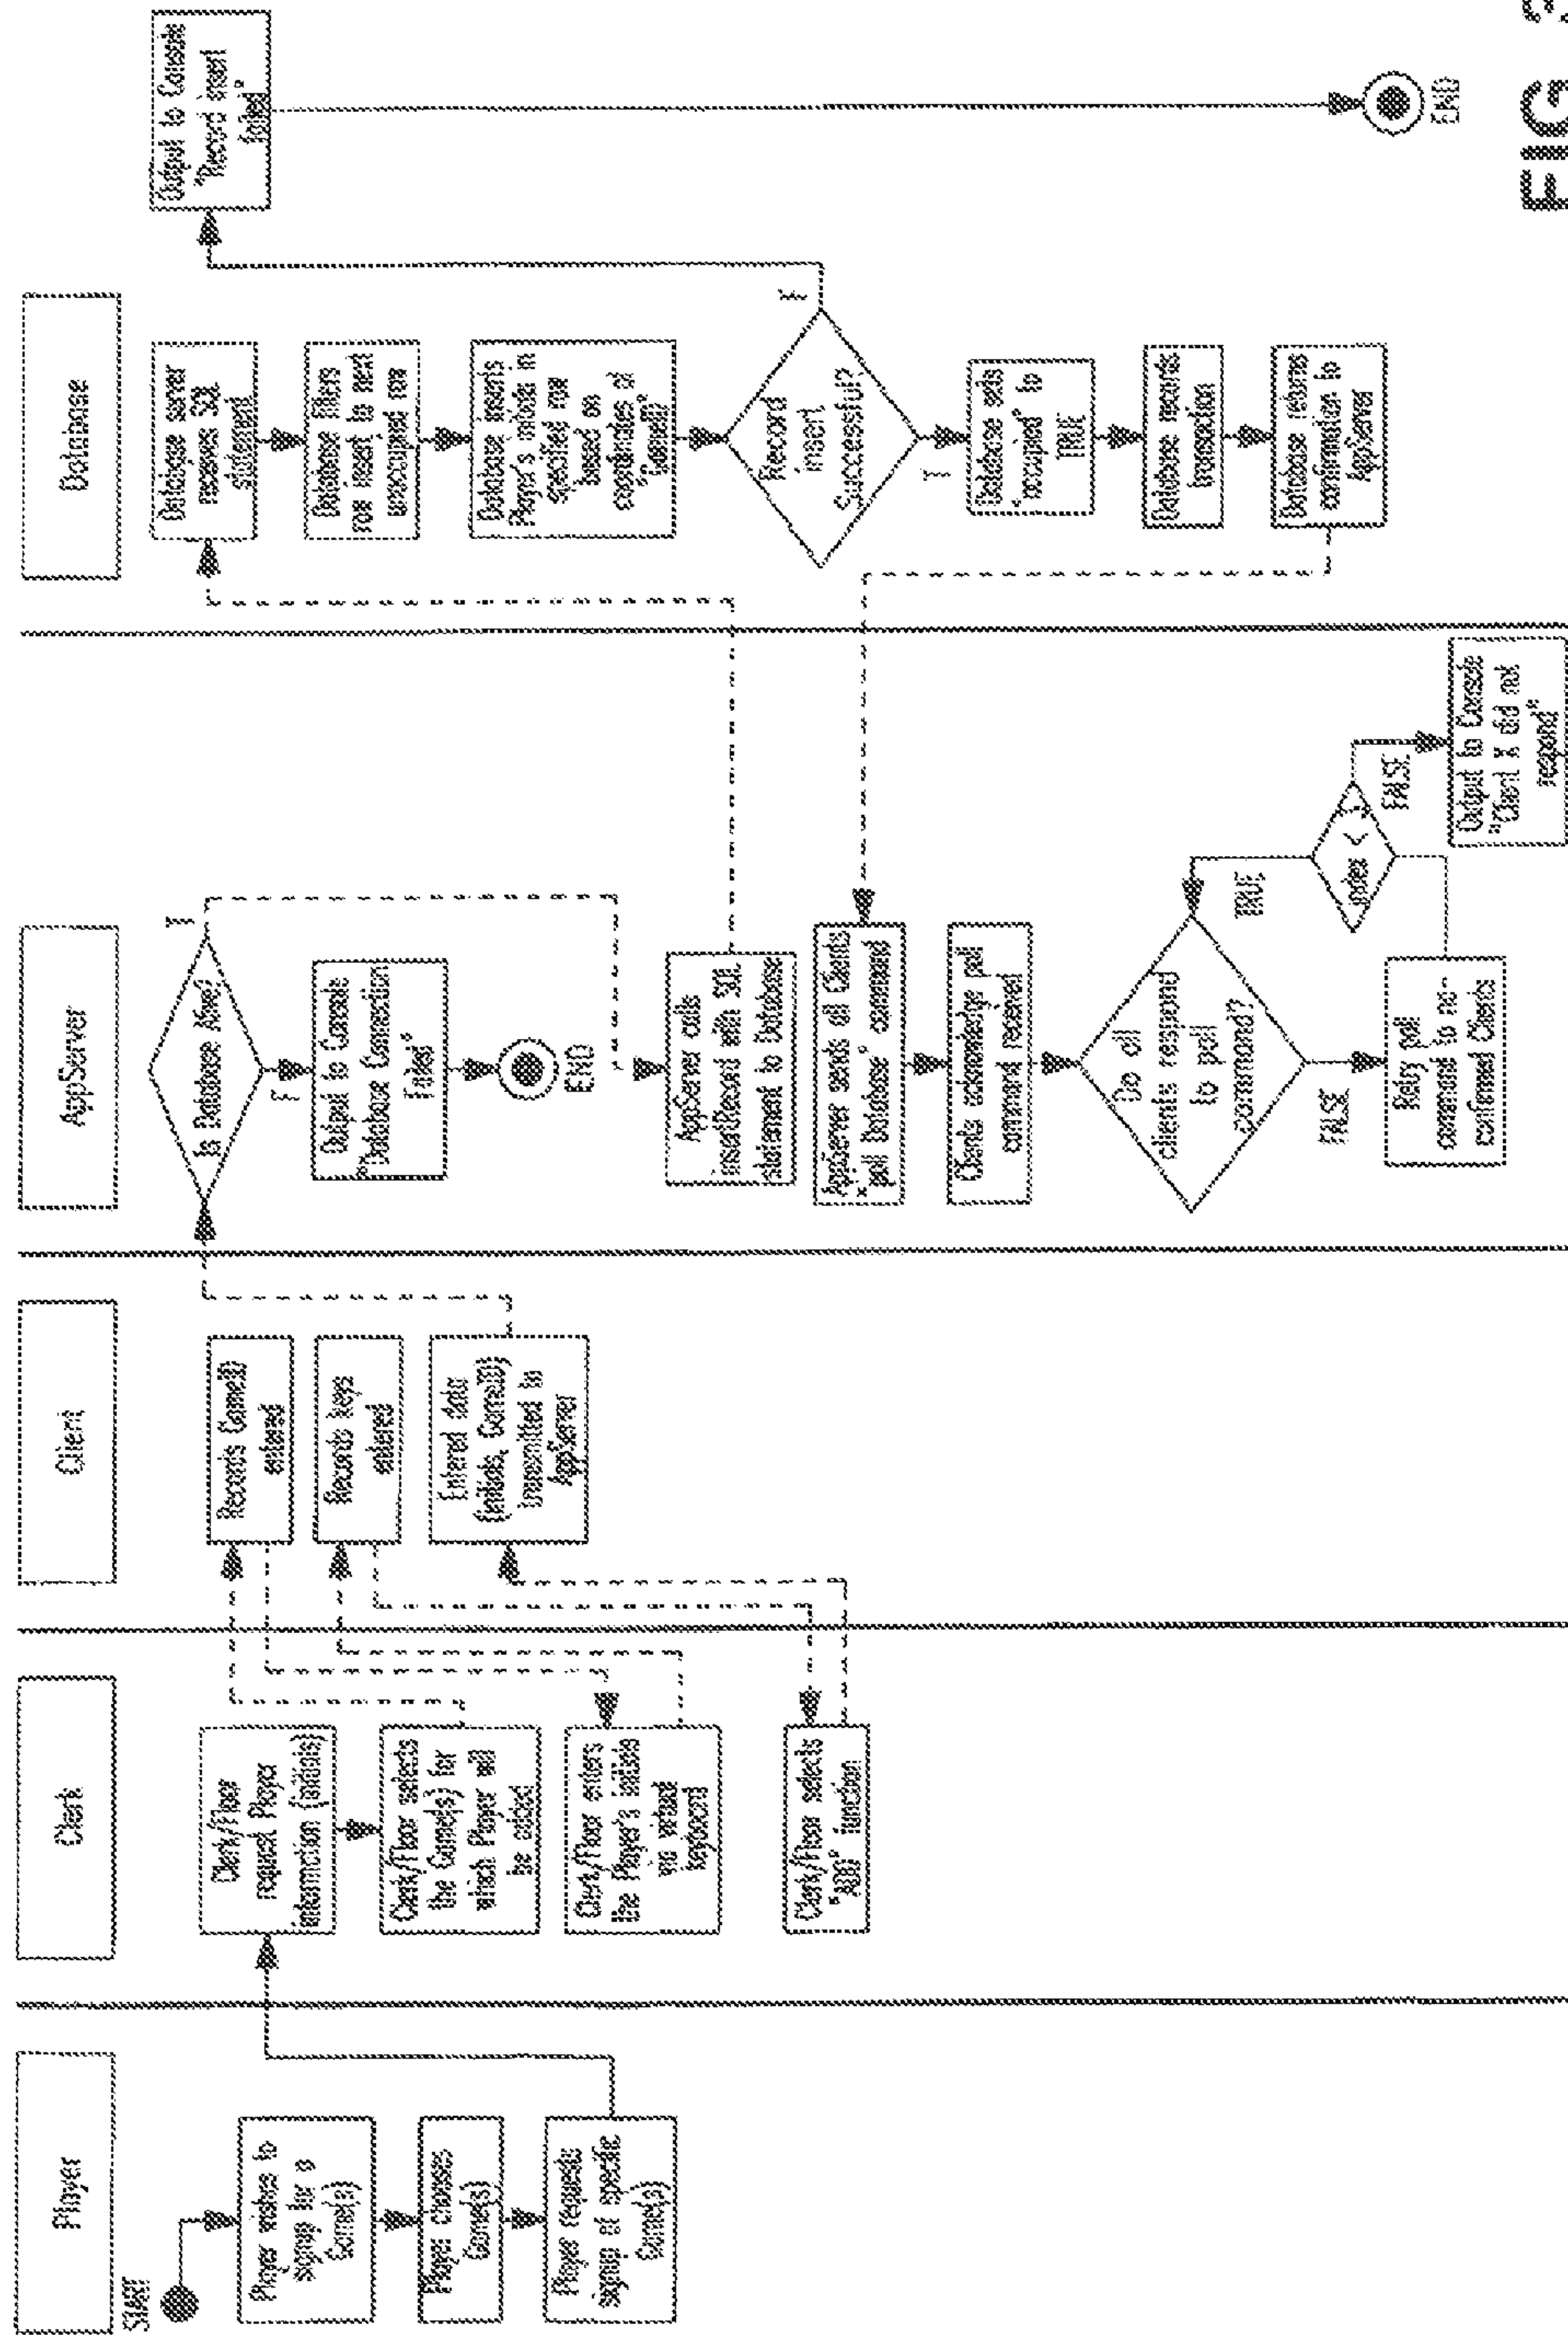 Player
START
Player wishes to
signup for a
Game(s)
Player chooses
Game(s)
Player requests
signup of specific
Game(s)
Clerk
Clerk/Floor
request Player
information (initials)
Clerk/Floor selects
the Game(s) for
which Player will
be added
Clerk/Floor enters
the Player's initials
via virtual
keyboard
Clerk/Floor selects
"ADD" function
Client
Records GameID
entered
Records keys
entered
Entered data
(initials, GameID)
transmitted to
AppServer
AppServer
Is Database Alive?
T
F
Output to Console
"Database Connection
Failed"
END
AppServer calls
insertRecord with SQL
statement to Database
AppServer sends all Clients
"poll Database" command
Clients acknowledge poll
command received
Do all
clients respond
to poll
command?
TRUE
FALSE
Retry poll
command to no-
confirmed Clients
index <
FALSE
Output to Console
"Client X did not
respond"
Database
Database server
receives SQL
statement
Database filters
row insert to next
unoccupied row
Database inserts
Player's initials in
specified row
based on
coordinates of
"GameID"
Record
insert
Successful?
F
T
Database sets
"occupied" to
TRUE
Database records
transaction
Database returns
confirmation to
AppServer
Output to Console
"Record insert
failed"
END
FIG